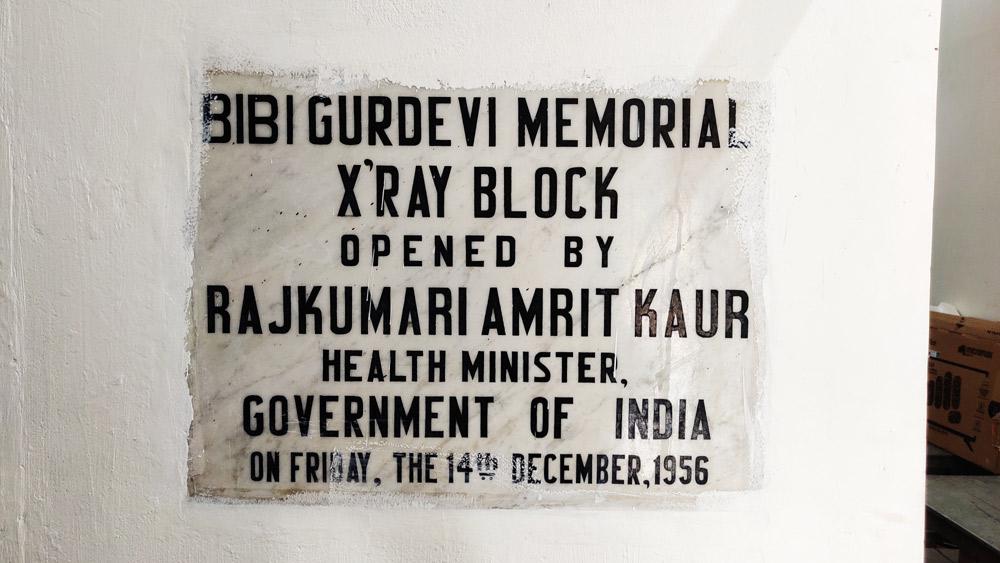 BIBI GURDEVI MEMORIAL
X'RAY BLOCK
OPENED BY
RAJKUMARI AMRIT KAUR
HEALTH MINISTER,
GOVERNMENT OF INDIA
ON FRIDAY, THE 14TH DECEMBER, 1956